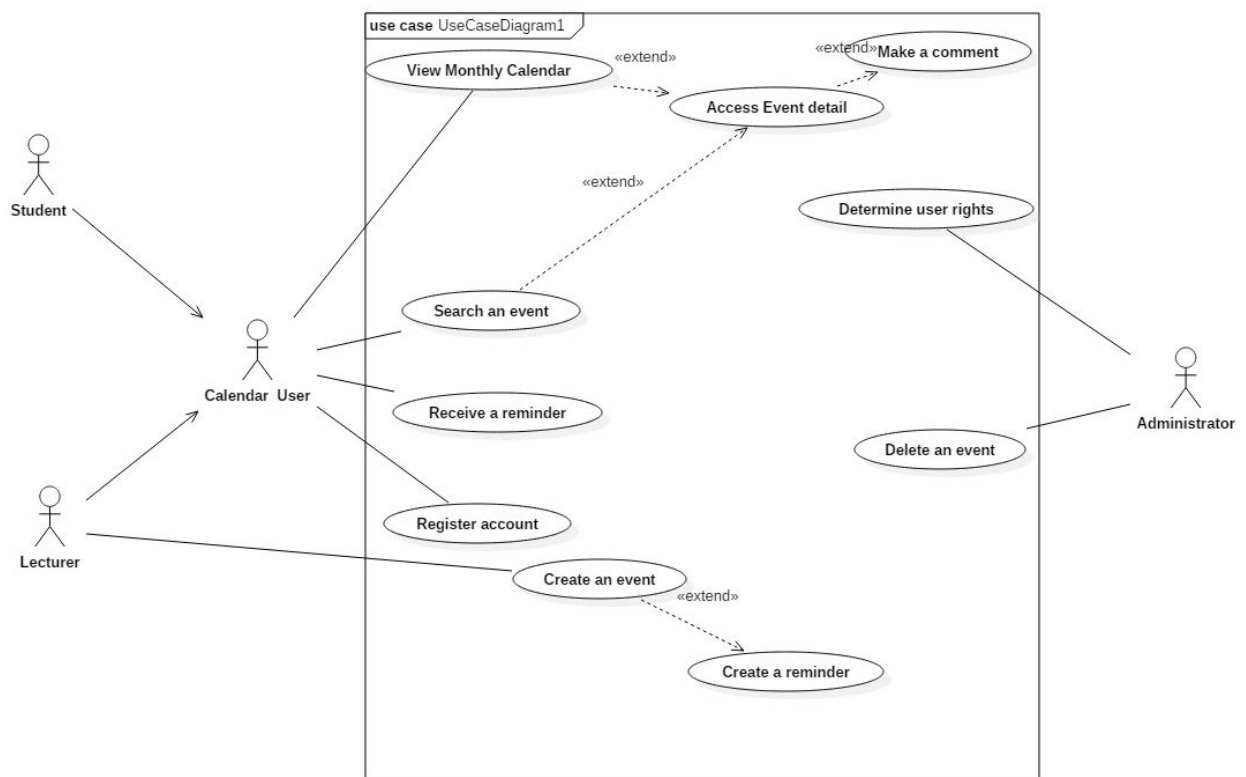 use case UseCaseDiagram1
View Monthly Calendar
«extend»
«extend»
Make a comment
Access Event detail
Student
«extend»
Determine user rights
Search an event
Calendar User
Receive a reminder
Administrator
Delete an event
Register account
Lecturer
Create an event
«extend»
Create a reminder